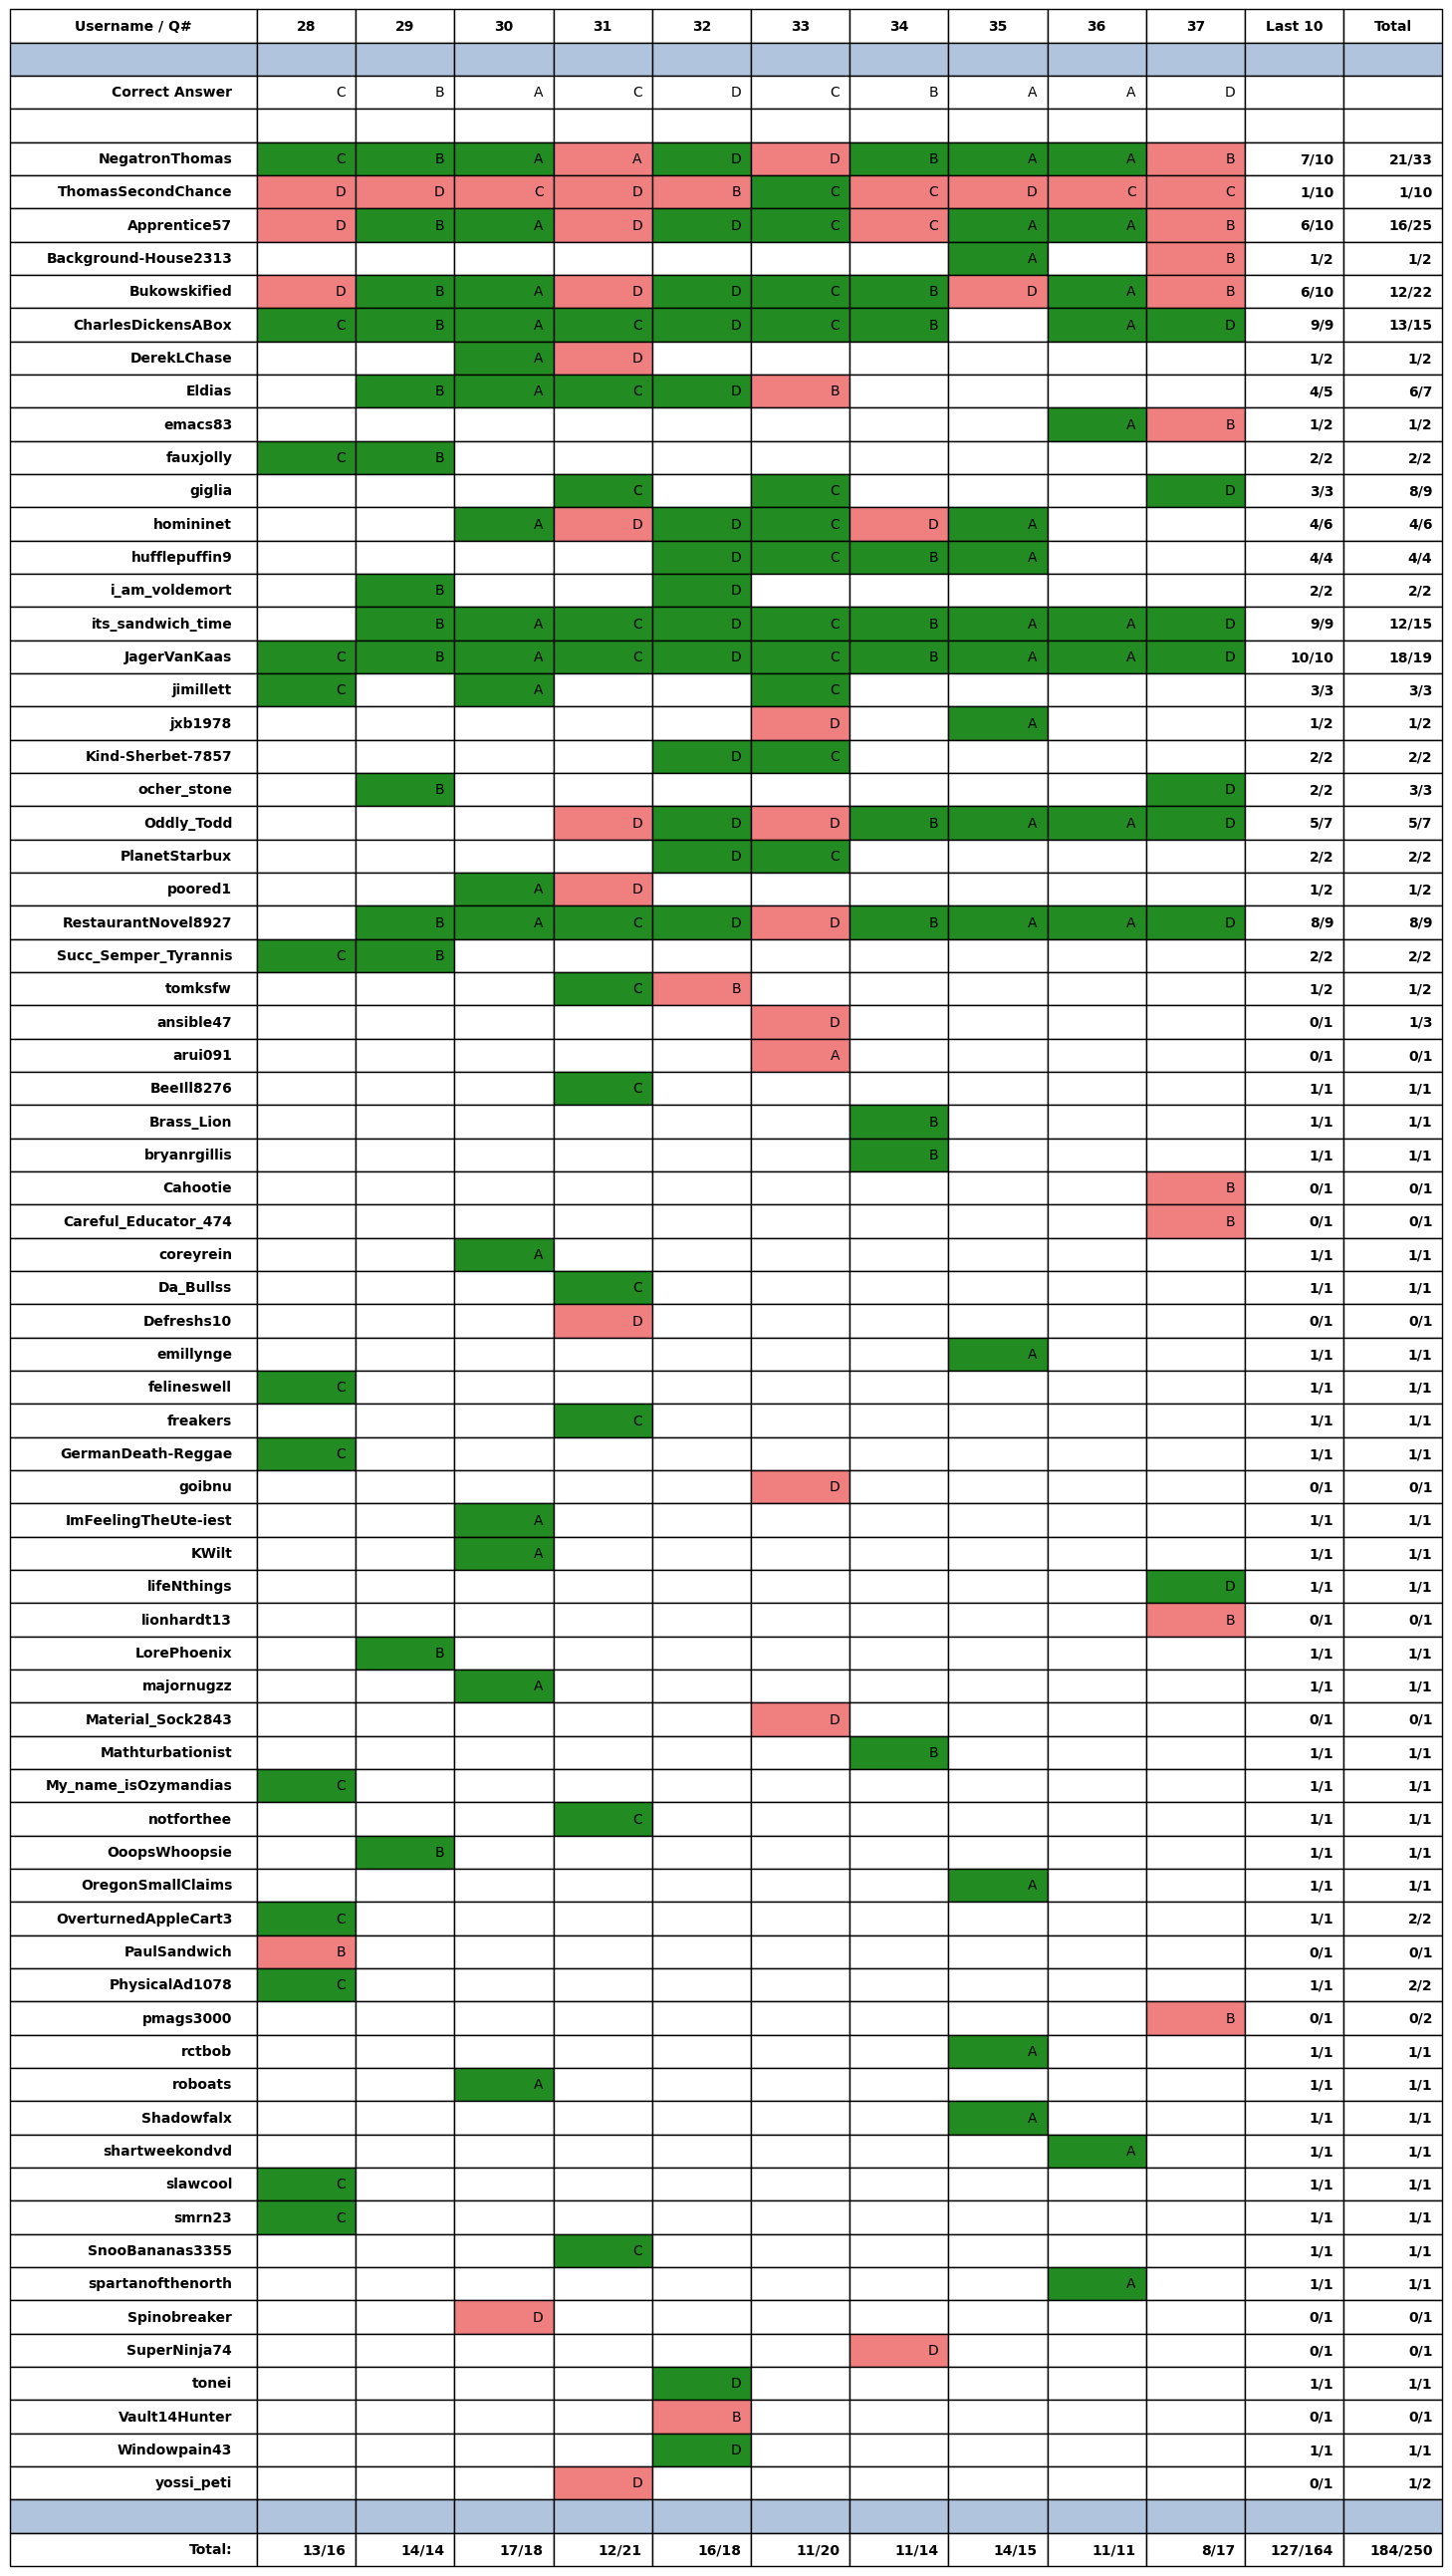 Username / Q# 28 29 30 31 32 33 34 35 36 37 Last 10 Total
Correct Answer C B A C D C B A A D
NegatronThomas C B A A D D B A A B 7/10 21/33
ThomasSecondChance D D C D B C C D C C 1/10 1/10
Apprentice57 D B A D D C C A A B 6/10 16/25
Background-House2313 A B 1/2 1/2
Bukowskified D B A D D C B D A B 6/10 12/22
CharlesDickensABox C B A C D C B A D 9/9 13/15
DerekLChase A D 1/2 1/2
Eldias B A C D B 4/5 6/7
emacs83 A B 1/2 1/2
fauxjolly C B 2/2 2/2
giglia C C D 3/3 8/9
homininet A D D C D A 4/6 4/6
hufflepuffin9 D C B A 4/4 4/4
i_am_voldemort B D 2/2 2/2
its_sandwich_time B A C D C B A A D 9/9 12/15
JagerVanKaas C B A C D C B A A D 10/10 18/19
jimillett C A C 3/3 3/3
jxb1978 D A 1/2 1/2
Kind-Sherbet-7857 D C 2/2 2/2
ocher_stone B D 2/2 3/3
Oddly_Todd D D D B A A D 5/7 5/7
PlanetStarbux D C 2/2 2/2
poored1 A D 1/2 1/2
RestaurantNovel8927 B A C D D B A A D 8/9 8/9
Succ_Semper_Tyrannis C B 2/2 2/2
tomksfw C B 1/2 1/2
ansible47 D 0/1 1/3
arui091 A 0/1 0/1
BeeIll8276 C 1/1 1/1
Brass_Lion B 1/1 1/1
bryanrgillis B 1/1 1/1
Cahootie B 0/1 0/1
Careful_Educator_474 B 0/1 0/1
coreyrein A 1/1 1/1
Da_Bullss C 1/1 1/1
Defreshs10 D 0/1 0/1
emillynge A 1/1 1/1
felineswell C 1/1 1/1
freakers C 1/1 1/1
GermanDeath-Reggae C 1/1 1/1
goibnu D 0/1 0/1
ImFeelingTheUte-iest A 1/1 1/1
KWilt A 1/1 1/1
lifeNthings D 1/1 1/1
lionhardt13 B 0/1 0/1
LorePhoenix B 1/1 1/1
majornugzz A 1/1 1/1
Material_Sock2843 D 0/1 0/1
Mathturbationist B 1/1 1/1
My_name_isOzymandias C 1/1 1/1
notforthee C 1/1 1/1
OoopsWhoopsie B 1/1 1/1
OregonSmallClaims A 1/1 1/1
OverturnedAppleCart3 C 1/1 2/2
PaulSandwich B 0/1 0/1
PhysicalAd1078 C 1/1 2/2
pmags3000 B 0/1 0/2
rctbob A 1/1 1/1
roboats A 1/1 1/1
Shadowfalx A 1/1 1/1
shartweekondvd A 1/1 1/1
slawcool C 1/1 1/1
smrn23 C 1/1 1/1
SnooBananas3355 C 1/1 1/1
spartanofthenorth A 1/1 1/1
Spinobreaker D 0/1 0/1
SuperNinja74 D 0/1 0/1
tonei D 1/1 1/1
Vault14Hunter B 0/1 0/1
Windowpain43 D 1/1 1/1
yossi_peti D 0/1 1/2
Total: 13/16 14/14 17/18 12/21 16/18 11/20 11/14 14/15 11/11 8/17 127/164 184/250